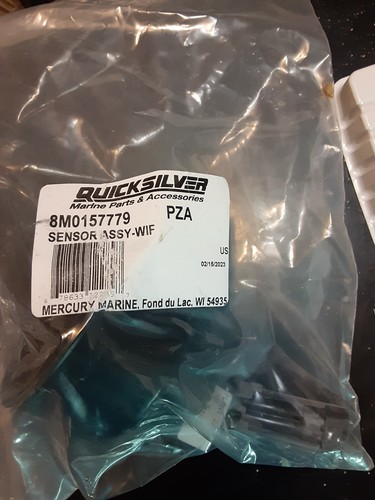 QUICKSILVER
Marine Parts & Accessories
8M0157779 PZA
SENSOR ASSY-WIF
US
02/15/2023
MERCURY MARINE, Fond du Lac, WI 54935